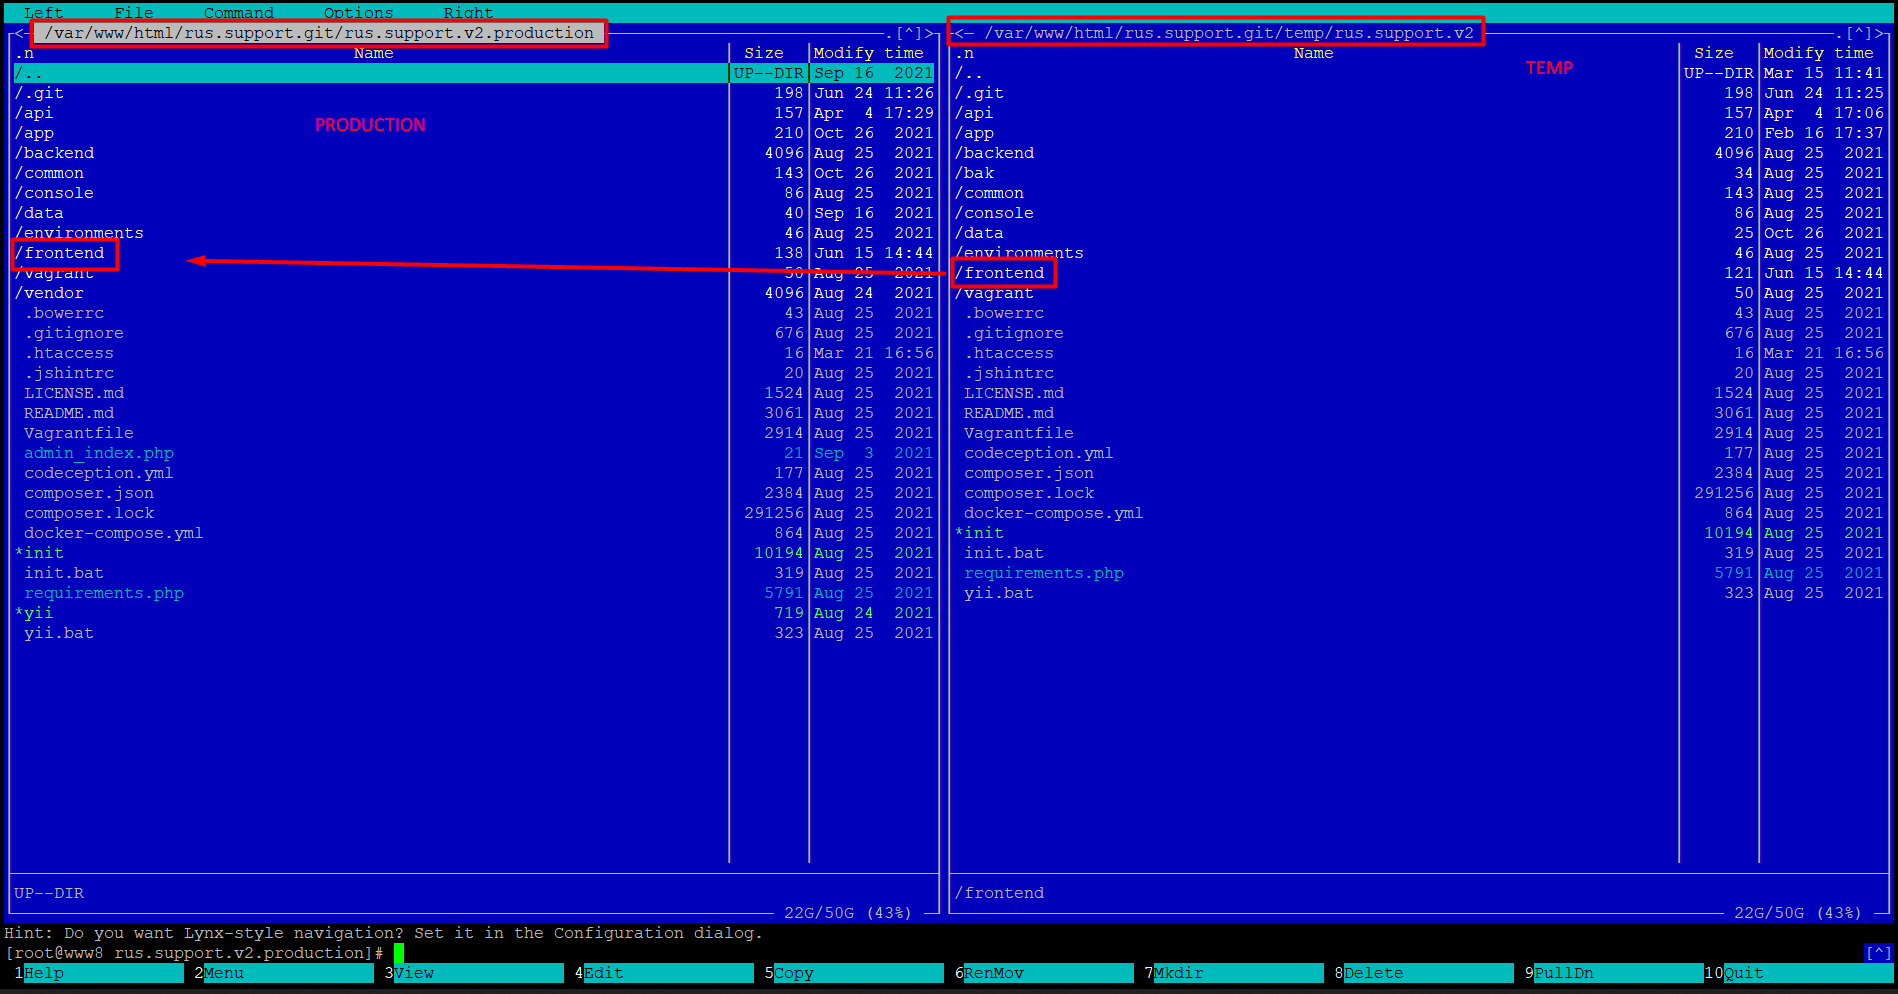 Left File Command Options Right
<─ /var/www/html/rus.support.git/rus.support.v2.production .[^]>
.n Name Size Modify time
/.. UP--DIR Sep 16 2021
/.git 198 Jun 24 11:26
/api 157 Apr 4 17:29
PRODUCTION
/app 210 Oct 26 2021
/backend 4096 Aug 25 2021
/common 143 Oct 26 2021
/console 86 Aug 25 2021
/data 40 Sep 16 2021
/environments 46 Aug 25 2021
/frontend 138 Jun 15 14:44
/vagrant 50 Aug 25 2021
/vendor 4096 Aug 24 2021
.bowerrc 43 Aug 25 2021
.gitignore 676 Aug 25 2021
.htaccess 16 Mar 21 16:56
.jshintrc 20 Aug 25 2021
LICENSE.md 1524 Aug 25 2021
README.md 3061 Aug 25 2021
Vagrantfile 2914 Aug 25 2021
admin_index.php 21 Sep 3 2021
codeception.yml 177 Aug 25 2021
composer.json 2384 Aug 25 2021
composer.lock 291256 Aug 25 2021
docker-compose.yml 864 Aug 25 2021
*init 10194 Aug 25 2021
init.bat 319 Aug 25 2021
requirements.php 5791 Aug 25 2021
*yii 719 Aug 24 2021
yii.bat 323 Aug 25 2021
UP--DIR
22G/50G (43%)
<─ /var/www/html/rus.support.git/temp/rus.support.v2 .[^]>
.n Name Size Modify time
TEMP
/.. UP--DIR Mar 15 11:41
/.git 198 Jun 24 11:25
/api 157 Apr 4 17:06
/app 210 Feb 16 17:37
/backend 4096 Aug 25 2021
/bak 34 Aug 25 2021
/common 143 Aug 25 2021
/console 86 Aug 25 2021
/data 25 Oct 26 2021
/environments 46 Aug 25 2021
/frontend 121 Jun 15 14:44
/vagrant 50 Aug 25 2021
.bowerrc 43 Aug 25 2021
.gitignore 676 Aug 25 2021
.htaccess 16 Mar 21 16:56
.jshintrc 20 Aug 25 2021
LICENSE.md 1524 Aug 25 2021
README.md 3061 Aug 25 2021
Vagrantfile 2914 Aug 25 2021
codeception.yml 177 Aug 25 2021
composer.json 2384 Aug 25 2021
composer.lock 291256 Aug 25 2021
docker-compose.yml 864 Aug 25 2021
*init 10194 Aug 25 2021
init.bat 319 Aug 25 2021
requirements.php 5791 Aug 25 2021
yii.bat 323 Aug 25 2021
/frontend
22G/50G (43%)
Hint: Do you want Lynx-style navigation? Set it in the Configuration dialog.
[root@www8 rus.support.v2.production]# [^]
1Help 2Menu 3View 4Edit 5Copy 6RenMov 7Mkdir 8Delete 9PullDn 10Quit